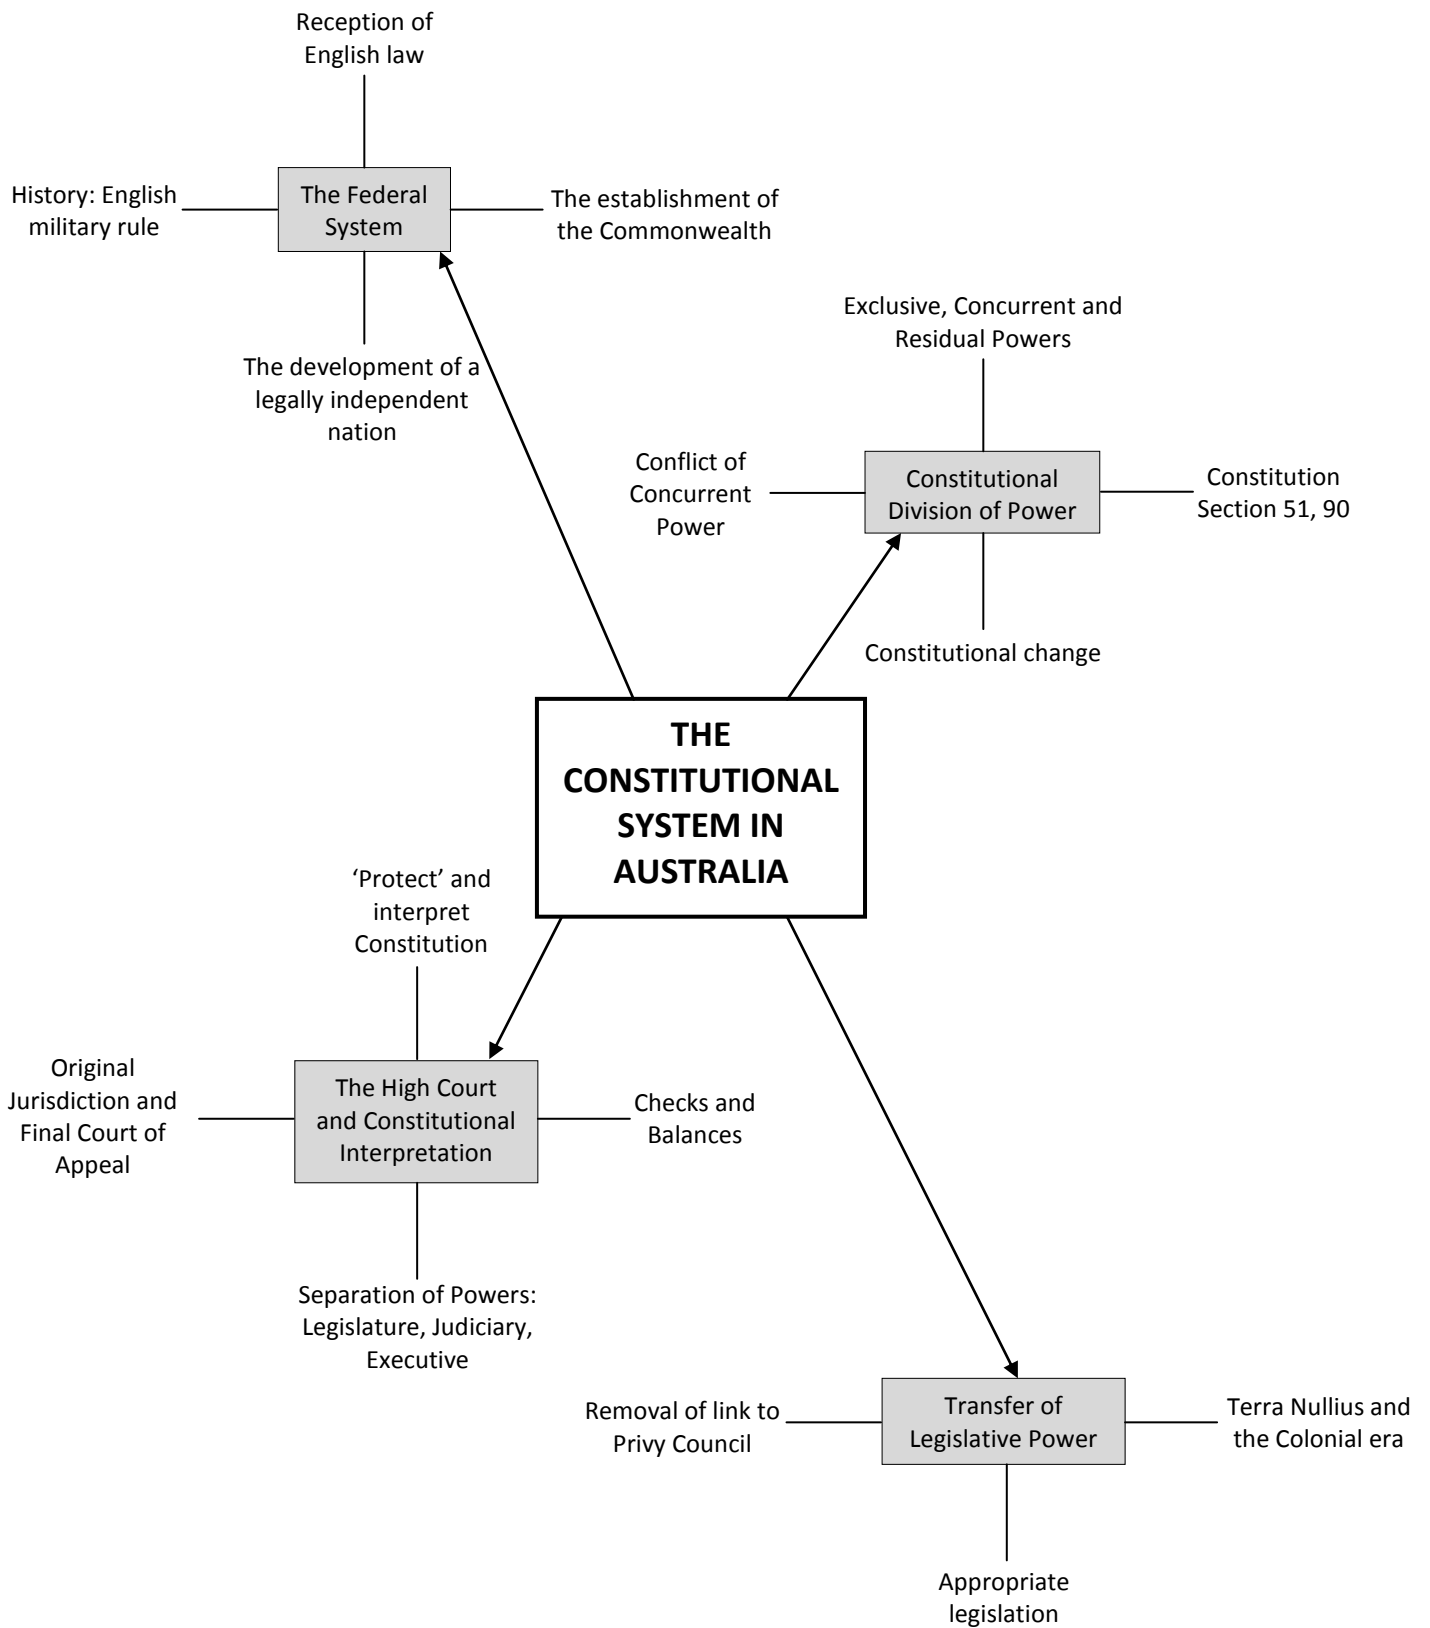 Reception of
English law
History: English
military rule
The Federal
System
The establishment of
the Commonwealth
The development of a
legally independent
nation
Exclusive, Concurrent and
Residual Powers
Conflict of
Concurrent
Power
Constitutional
Division of Power
Constitution
Section 51, 90
Constitutional change
THE
CONSTITUTIONAL
SYSTEM IN
AUSTRALIA
‘Protect’ and
interpret
Constitution
Original
Jurisdiction and
Final Court of
Appeal
The High Court
and Constitutional
Interpretation
Checks and
Balances
Separation of Powers:
Legislature, Judiciary,
Executive
Removal of link to
Privy Council
Transfer of
Legislative Power
Terra Nullius and
the Colonial era
Appropriate
legislation